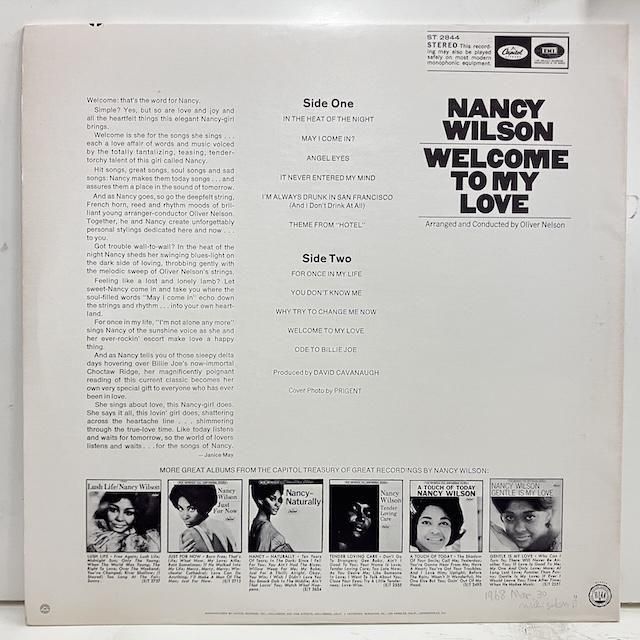 ST 2844
STEREO This record-
ing may also be played
safely on most modern
monophonic equipment.
Capitol
EMI
NANCY
WILSON
WELCOME
TO MY
LOVE
Arranged and Conducted by Oliver Nelson
Welcome: that's the word for Nancy.
Simple? Yes, but so are love and joy and
all the heartfelt things this elegant Nancy-girl
brings.
Welcome is she for the songs she sings . . .
each a love affair of words and music voiced
by the totally tantalizing, teasing, tender-
torchy talent of this girl called Nancy.
Hit songs, great songs, soul songs and sad
songs: Nancy makes them today songs . . . and
assures them a place in the sound of tomorrow.
And as Nancy goes, so go the deepfelt string,
French horn, reed and rhythm moods of bril-
liant young arranger-conductor Oliver Nelson.
Together, he and Nancy create unforgettably
personal stylings dedicated here and now . . .
to you.
Got trouble wall-to-wall? In the heat of the
night Nancy sheds her swinging blues-light on
the dark side of loving, throbbing gently with
the melodic sweep of Oliver Nelson's strings.
Feeling like a lost and lonely lamb? Let
sweet-Nancy come in and take you where the
soul-filled words "May I come in" echo down
the strings and rhythm . . . into your own heart-
land.
For once in my life, "I'm not alone any more"
sings Nancy of the sunshine voice as she and
her ever-rockin' escort make love a happy
thing.
And as Nancy tells you of those sleepy delta
days hovering over Billie Joe's now-immortal
Choctaw Ridge, her magnificently poignant
reading of this current classic becomes her
own very special gift to everyone who has ever
been in love.
She sings about love, this Nancy-girl does.
She says it all, this lovin' girl does, shattering
across the heartache line . . . shimmering
through the true-love time. Like today listens
and waits for tomorrow, so the world of lovers
listens and waits . . . for the songs of Nancy.
— Janice May
Side One
IN THE HEAT OF THE NIGHT
MAY I COME IN?
ANGEL EYES
IT NEVER ENTERED MY MIND
I'M ALWAYS DRUNK IN SAN FRANCISCO
(And I Don't Drink At All)
THEME FROM "HOTEL"
Side Two
FOR ONCE IN MY LIFE
YOU DON'T KNOW ME
WHY TRY TO CHANGE ME NOW
WELCOME TO MY LOVE
ODE TO BILLIE JOE
Produced by DAVID CAVANAUGH
Cover Photo by PRIGENT
MORE GREAT ALBUMS FROM THE CAPITOL TREASURY OF GREAT RECORDINGS BY NANCY WILSON:
Lush Life/Nancy Wilson
Nancy
Wilson
Just
For Now
Nancy-
Naturally
Nancy
Wilson
Tender
Loving
Care
A TOUCH OF TODAY
NANCY WILSON
NANCY WILSON
GENTLE IS MY LOVE